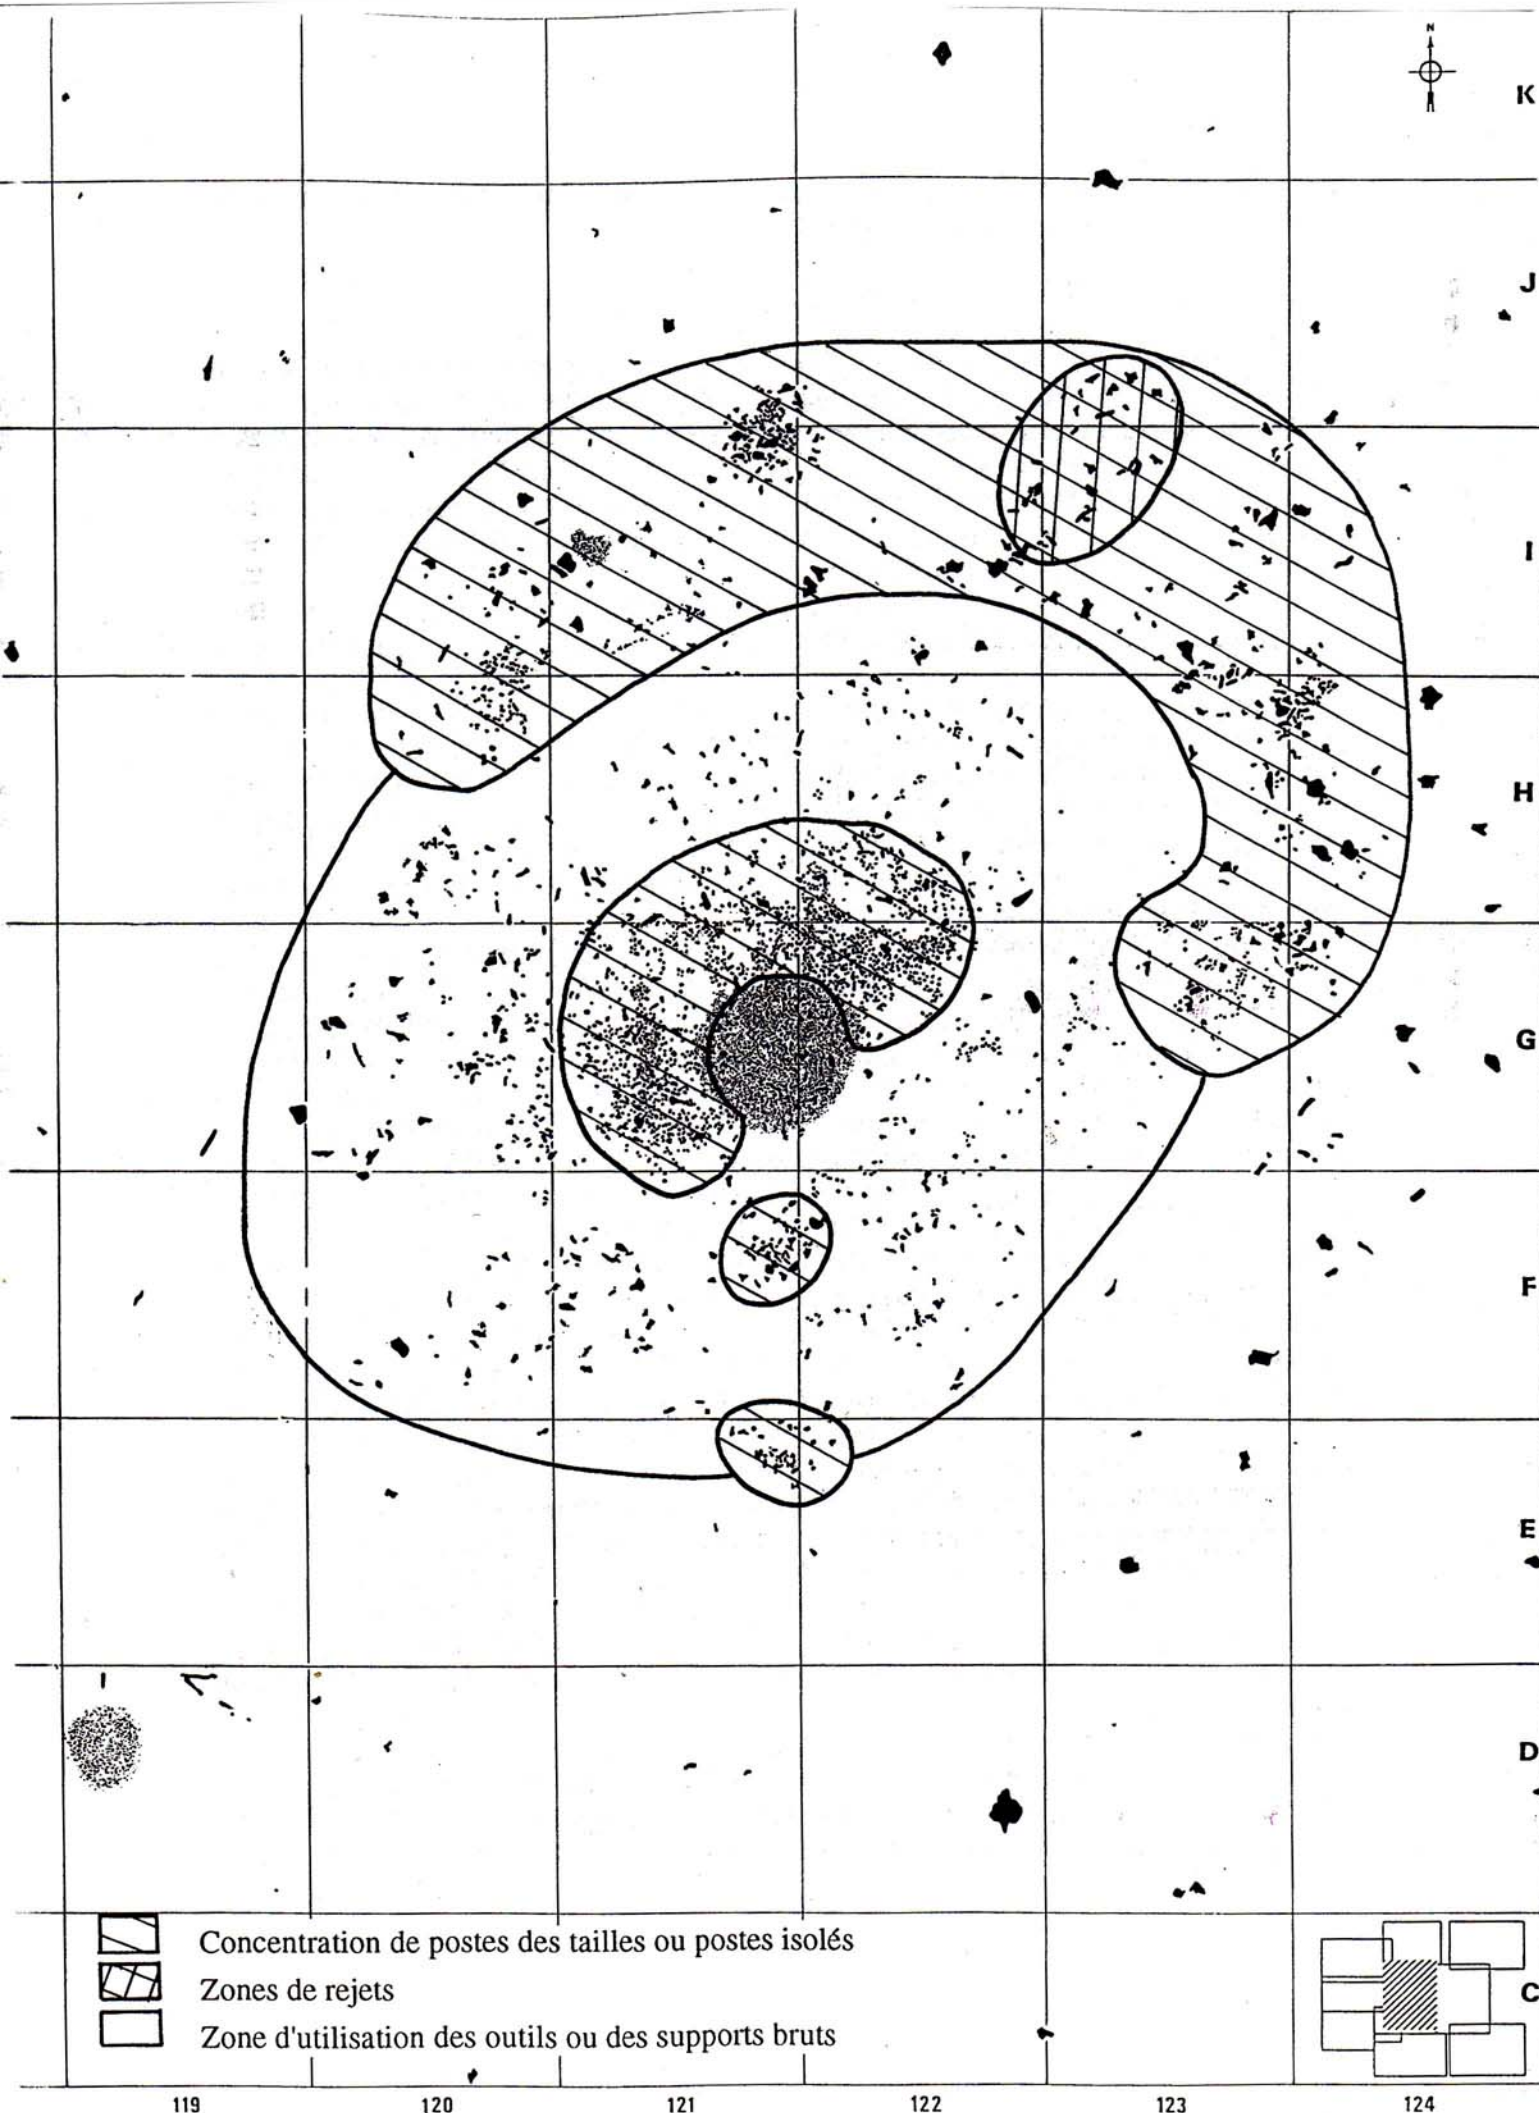 N
K
J
I
H
G
F
E
D
Concentration de postes des tailles ou postes isolés
Zones de rejets
C
Zone d'utilisation des outils ou des supports bruts
119 120 121 122 123 124